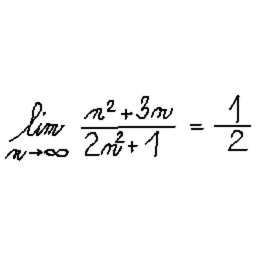 lim n→∞ (n² + 3n)/(2n² + 1) = 1/2